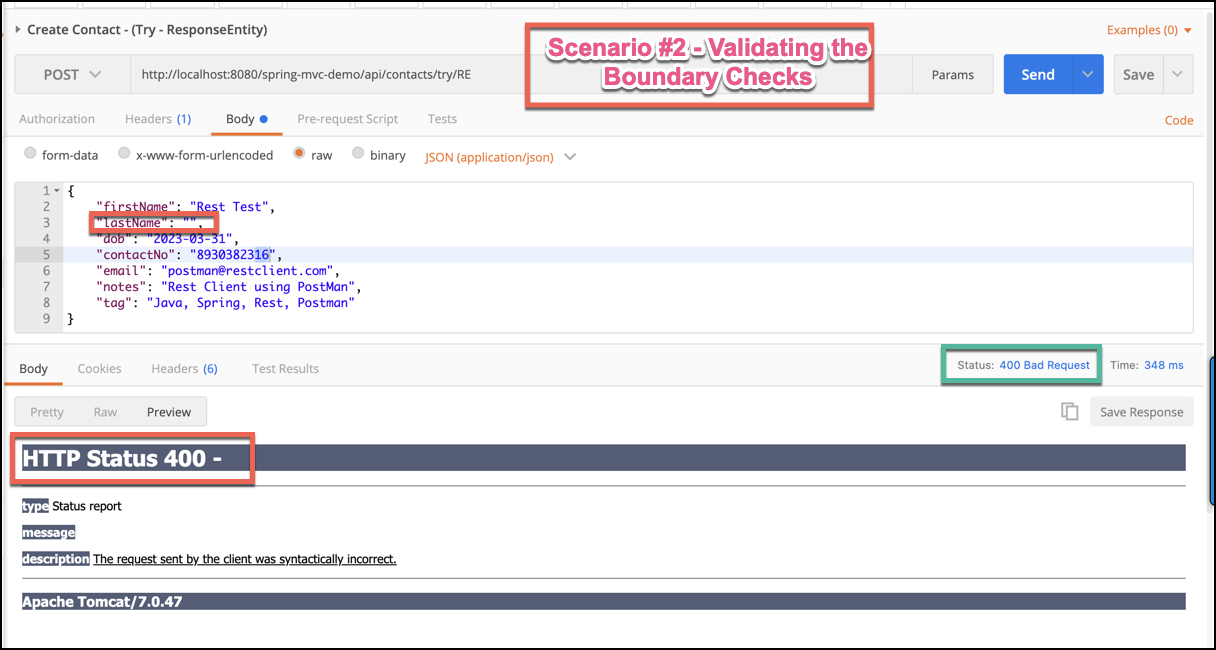 Create Contact - (Try - ResponseEntity)
Examples (0)
Scenario #2 - Validating the
Boundary Checks
POST
http://localhost:8080/spring-mvc-demo/api/contacts/try/RE
Params
Send
Save
Authorization
Headers (1)
Body
Pre-request Script
Tests
Code
form-data
x-www-form-urlencoded
raw
binary
JSON (application/json)
1 {
2 "firstName": "Rest Test",
3 "lastName": "",
4 "dob": "2023-03-31",
5 "contactNo": "8930382316",
6 "email": "postman@restclient.com",
7 "notes": "Rest Client using PostMan",
8 "tag": "Java, Spring, Rest, Postman"
9 }
Body
Cookies
Headers (6)
Test Results
Status: 400 Bad Request
Time: 348 ms
Pretty
Raw
Preview
Save Response
HTTP Status 400 -
type Status report
message
description The request sent by the client was syntactically incorrect.
Apache Tomcat/7.0.47